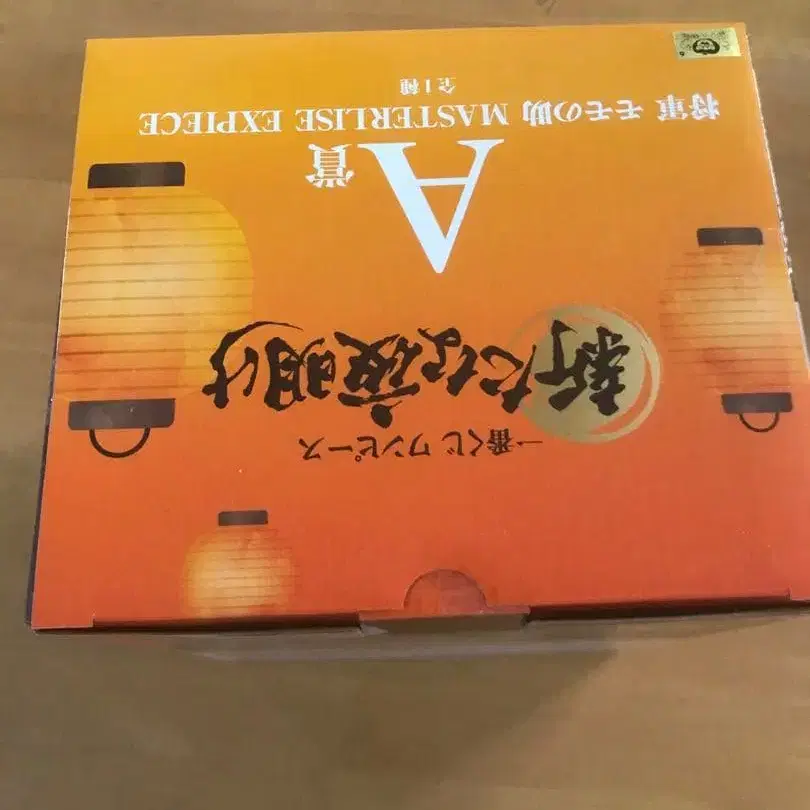 一番くじ ワンピース
新たな夜明け
A賞
将軍 モモの助 MASTERLISE EXPIECE
全1種